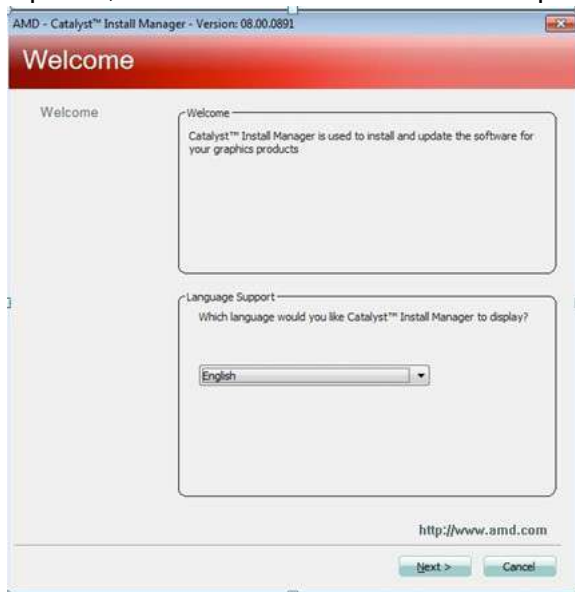 AMD - Catalyst™ Install Manager - Version: 08.00.0891
Welcome
Welcome
Welcome
Catalyst™ Install Manager is used to install and update the software for
your graphics products
Language Support
Which language would you like Catalyst™ Install Manager to display?
English
http://www.amd.com
Next >
Cancel